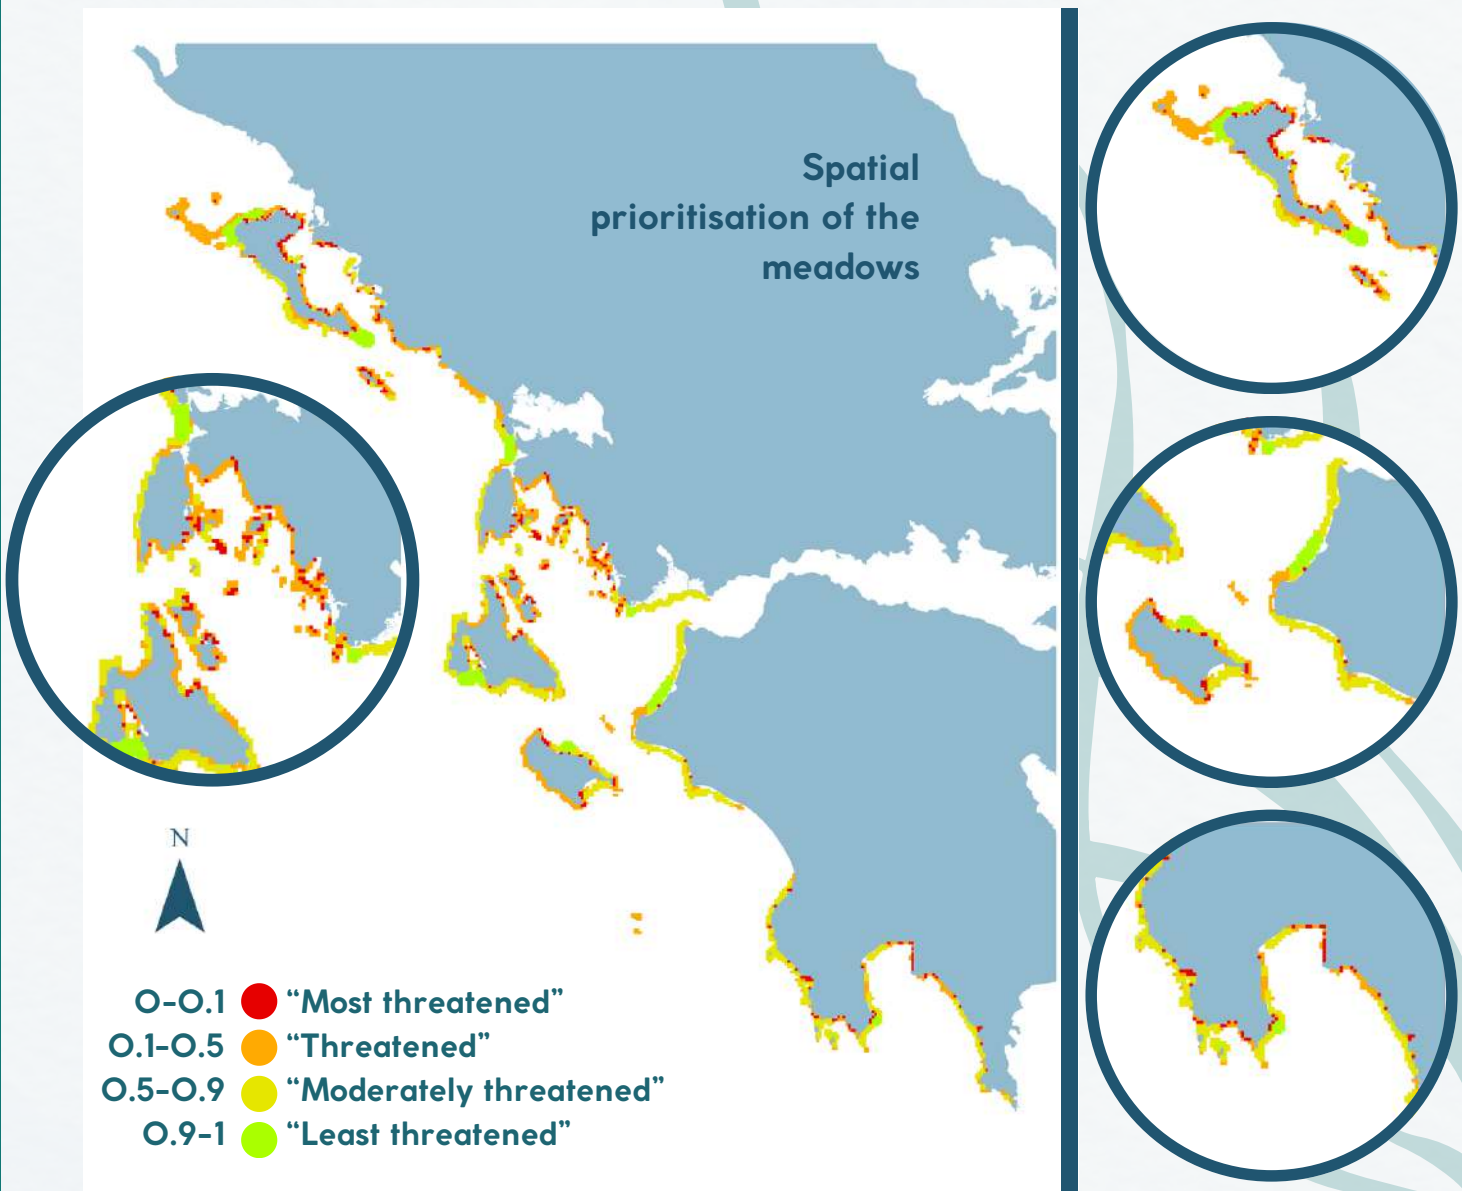 Spatial
prioritisation of the
meadows
N
0-0.1 “Most threatened”
0.1-0.5 “Threatened”
0.5-0.9 “Moderately threatened”
0.9-1 “Least threatened”